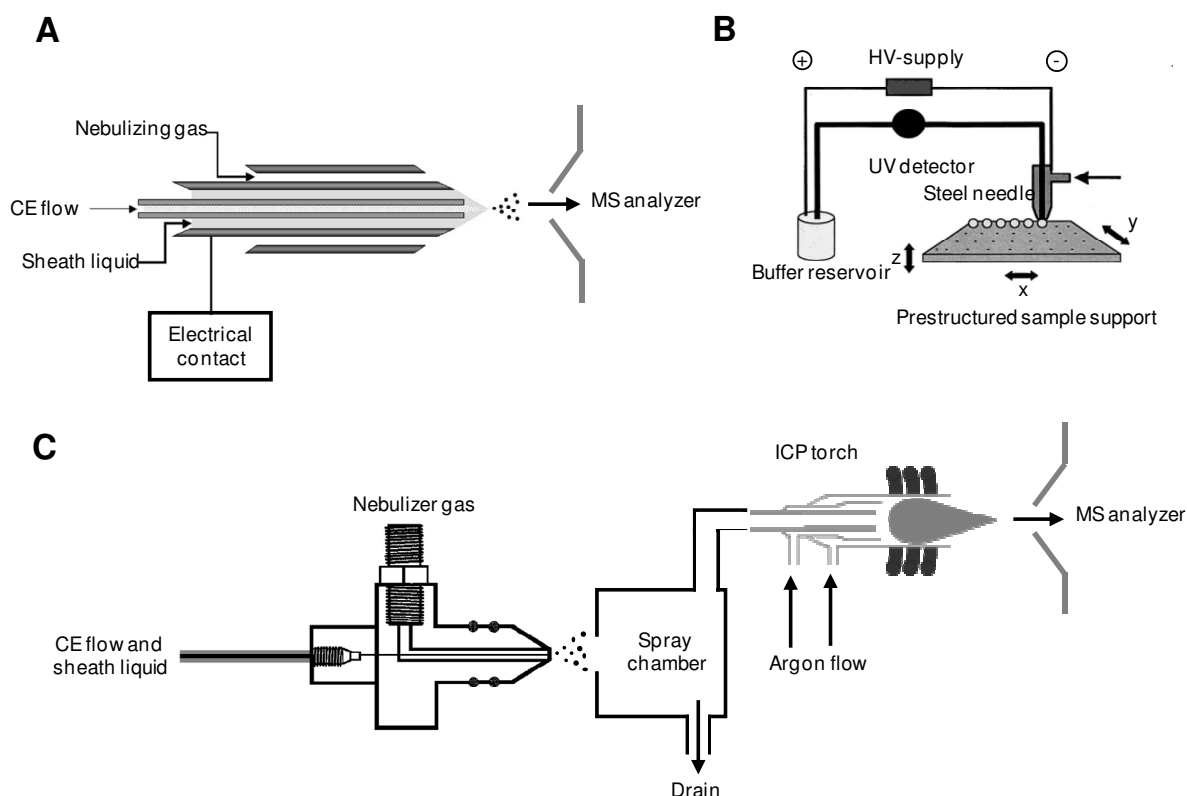 A
Nebulizing gas
CE flow
Sheath liquid
MS analyzer
Electrical
contact
B
+
HV-supply
-
UV detector
Steel needle
Buffer reservoir
z
y
x
Prestructured sample support
C
ICP torch
Nebulizer gas
MS analyzer
CE flow and
sheath liquid
Spray
chamber
Argon flow
Drain